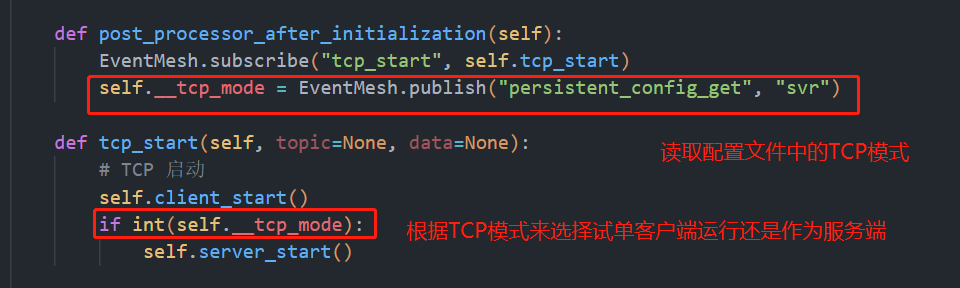 def post_processor_after_initialization(self):
EventMesh.subscribe("tcp_start", self.tcp_start)
self.__tcp_mode = EventMesh.publish("persistent_config_get", "svr")
def tcp_start(self, topic=None, data=None):
读取配置文件中的TCP模式
# TCP 启动
self.client_start()
if int(self.__tcp_mode):
根据TCP模式来选择试单客户端运行还是作为服务端
self.server_start()